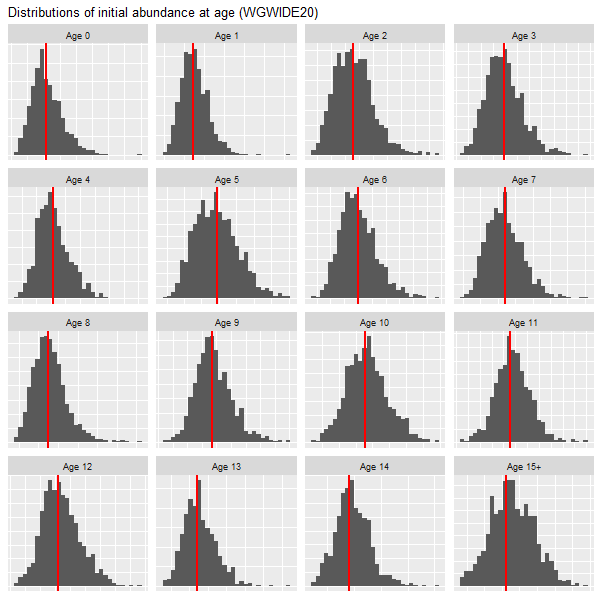 Distributions of initial abundance at age (WGWIDE20)
Age 0
Age 1
Age 2
Age 3
Age 4
Age 5
Age 6
Age 7
Age 8
Age 9
Age 10
Age 11
Age 12
Age 13
Age 14
Age 15+